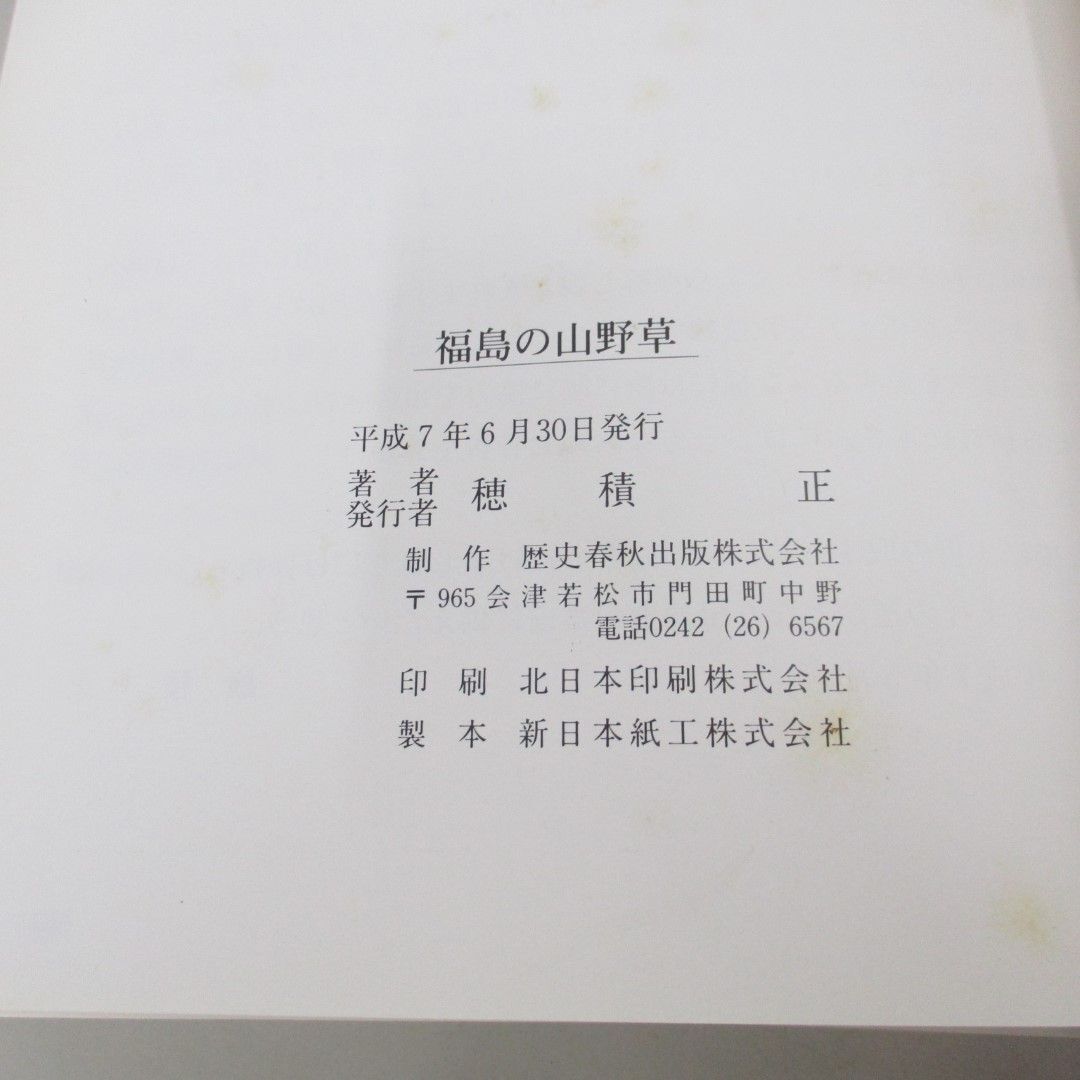 福島の山野草
平成7年6月30日発行
著者
発行者 穂積 正
制作 歴史春秋出版株式会社
〒965会津若松市門田町中野
電話0242（26）6567
印刷 北日本印刷株式会社
製本 新日本紙工株式会社